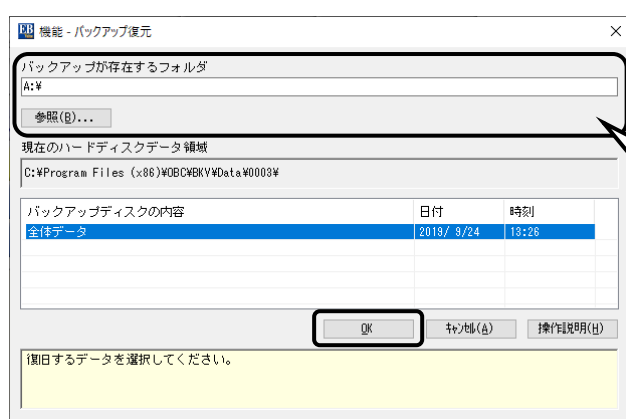 EB 機能 - バックアップ復元
バックアップが存在するフォルダ
A:¥
参照(B)...
現在のハードディスクデータ領域
C:¥Program Files (x86)¥OBC¥BKV¥Data¥0003¥
バックアップディスクの内容 日付 時刻
全体データ 2019/ 9/24 13:26
OK キャンセル(A) 操作説明(H)
復旧するデータを選択してください。